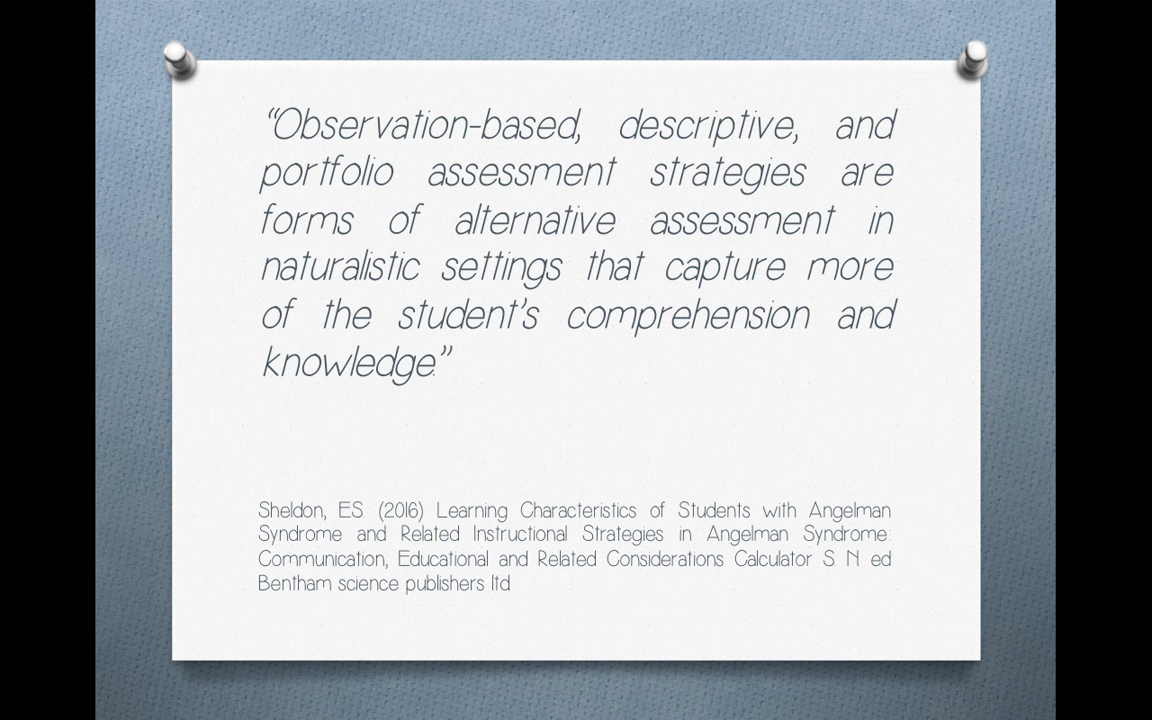 “Observation-based, descriptive, and
portfolio assessment strategies are
forms of alternative assessment in
naturalistic settings that capture more
of the student’s comprehension and
knowledge.”
Sheldon, E.S. (2016) Learning Characteristics of Students with Angelman
Syndrome and Related Instructional Strategies in Angelman Syndrome:
Communication, Educational and Related Considerations Calculator S. N. ed
Bentham science publishers ltd